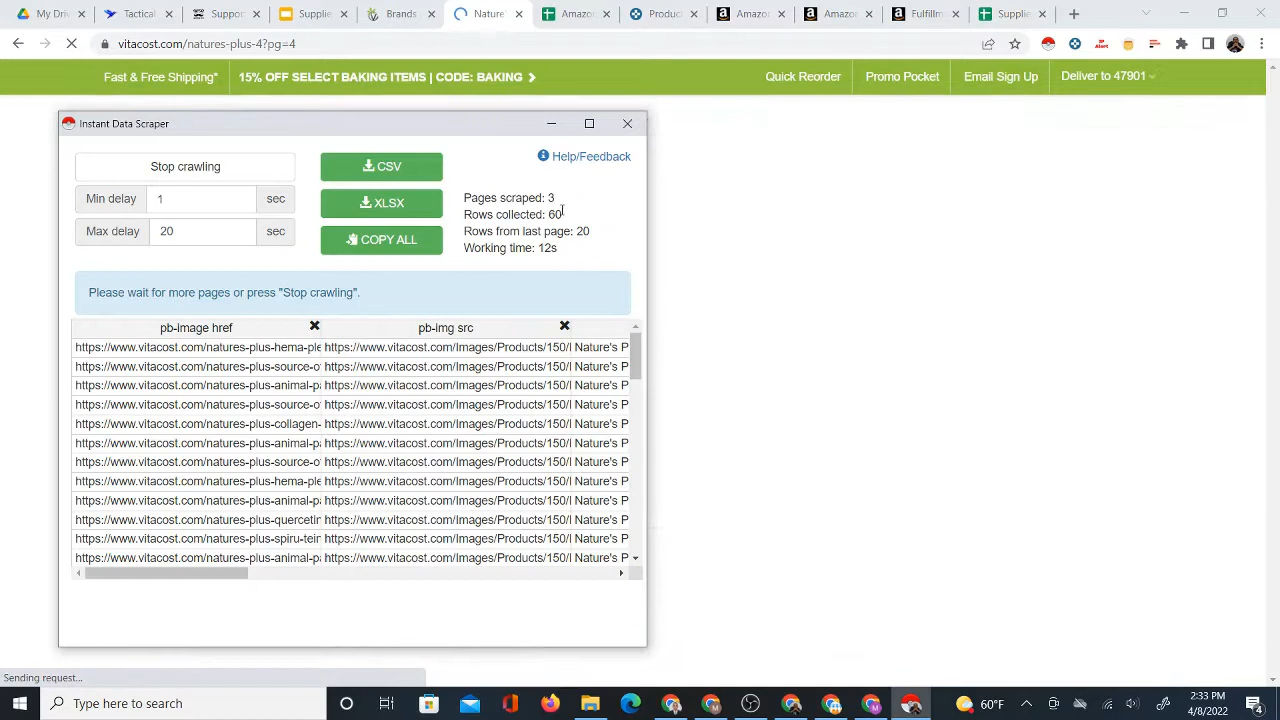 My Dri
Tactical
Suppor
Supplie
Brands
Nature'
Amazo
Produc
Amazo
Amazo
Fulfillm
Supplie
vitacost.com/natures-plus-4?pg=4
Fast & Free Shipping*
15% OFF SELECT BAKING ITEMS | CODE: BAKING
Quick Reorder
Promo Pocket
Email Sign Up
Deliver to 47901
Instant Data Scraper
Stop crawling
CSV
Help/Feedback
Min delay 1 sec
XLSX
Pages scraped: 3
Rows collected: 60
Max delay 20 sec
COPY ALL
Rows from last page: 20
Working time: 12s
Please wait for more pages or press "Stop crawling".
pb-image href pb-img src
https://www.vitacost.com/natures-plus-hema-ple https://www.vitacost.com/Images/Products/150/I Nature's P
https://www.vitacost.com/natures-plus-source-o https://www.vitacost.com/Images/Products/150/I Nature's P
https://www.vitacost.com/natures-plus-animal-p https://www.vitacost.com/Images/Products/150/I Nature's P
https://www.vitacost.com/natures-plus-source-o https://www.vitacost.com/Images/Products/150/I Nature's P
https://www.vitacost.com/natures-plus-collagen- https://www.vitacost.com/Images/Products/150/I Nature's P
https://www.vitacost.com/natures-plus-animal-p https://www.vitacost.com/Images/Products/150/I Nature's P
https://www.vitacost.com/natures-plus-source-o https://www.vitacost.com/Images/Products/150/I Nature's P
https://www.vitacost.com/natures-plus-hema-ple https://www.vitacost.com/Images/Products/150/I Nature's P
https://www.vitacost.com/natures-plus-animal-p https://www.vitacost.com/Images/Products/150/I Nature's P
https://www.vitacost.com/natures-plus-quercetin https://www.vitacost.com/Images/Products/150/I Nature's P
https://www.vitacost.com/natures-plus-spiru-tein https://www.vitacost.com/Images/Products/150/I Nature's P
https://www.vitacost.com/natures-plus-animal-p https://www.vitacost.com/Images/Products/150/I Nature's P
Sending request...
Type here to search
60°F
2:33 PM
4/8/2022